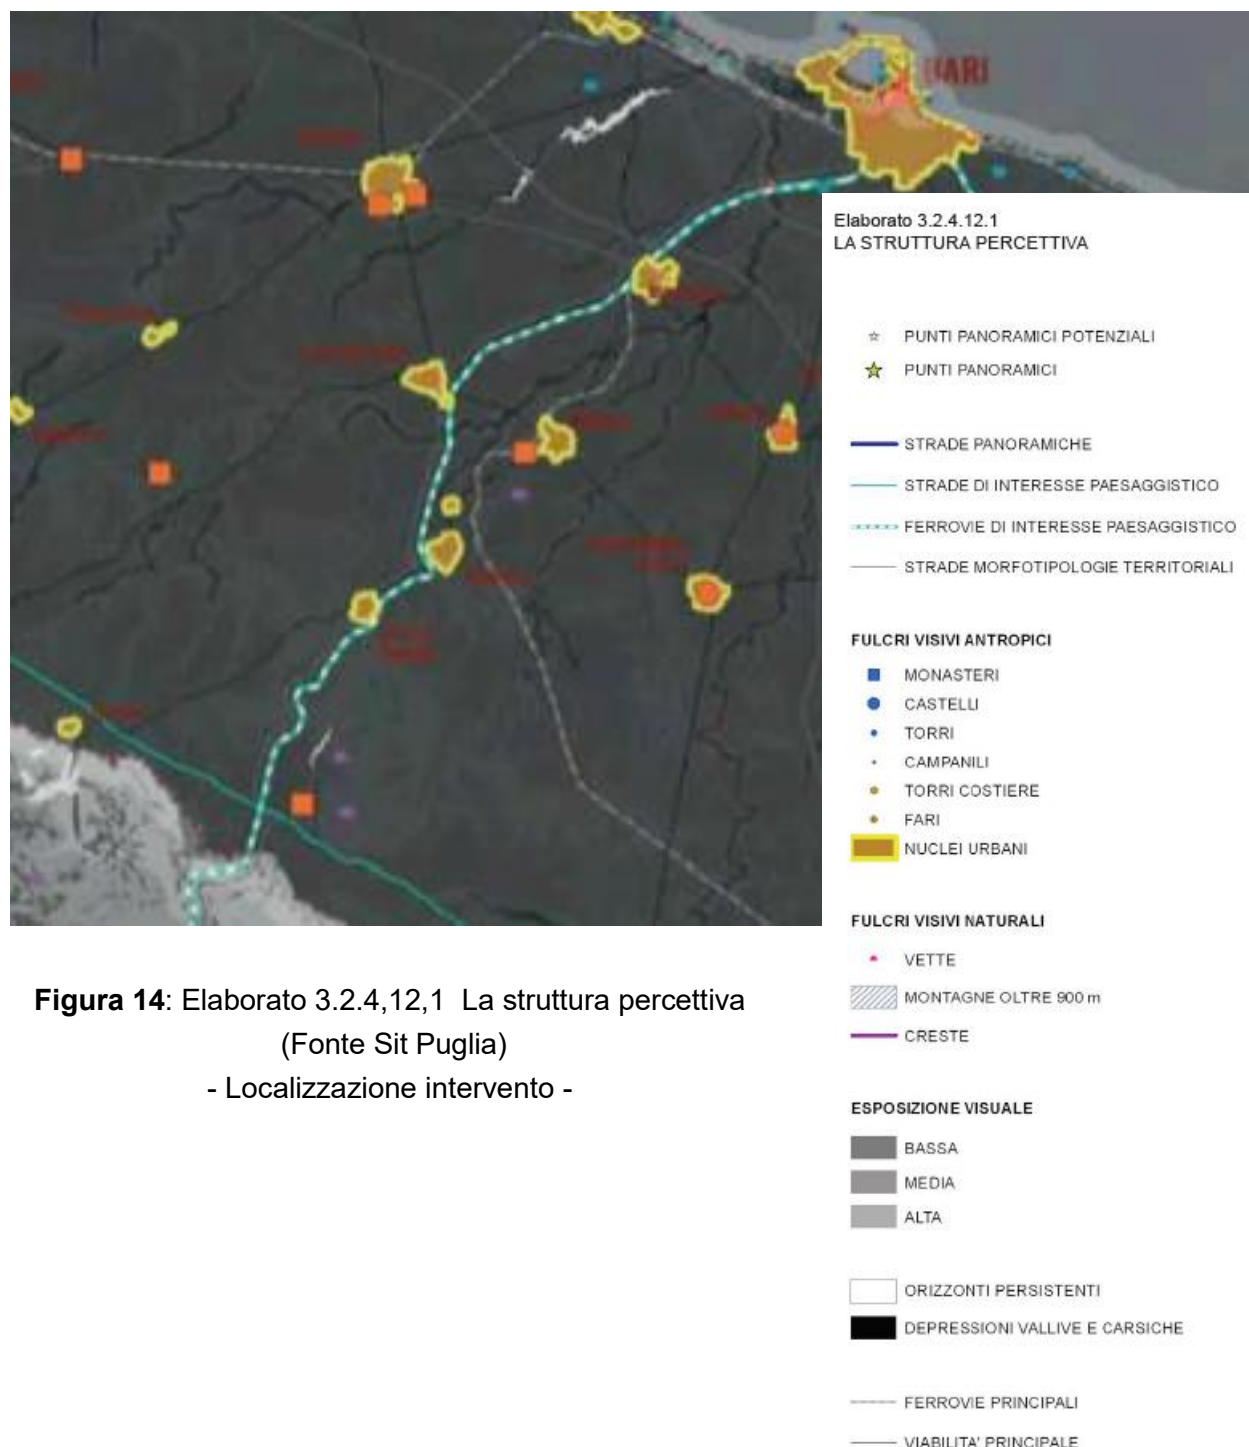 BARI
Elaborato 3.2.4.12.1
LA STRUTTURA PERCETTIVA
PUNTI PANORAMICI POTENZIALI
PUNTI PANORAMICI
STRADE PANORAMICHE
STRADE DI INTERESSE PAESAGGISTICO
FERROVIE DI INTERESSE PAESAGGISTICO
STRADE MORFOTIPOLOGIE TERRITORIALI
FULCRI VISIVI ANTROPICI
MONASTERI
CASTELLI
TORRI
CAMPANILI
TORRI COSTIERE
FARI
NUCLEI URBANI
FULCRI VISIVI NATURALI
VETTE
MONTAGNE OLTRE 900 m
CRESTE
ESPOSIZIONE VISUALE
BASSA
MEDIA
ALTA
ORIZZONTI PERSISTENTI
DEPRESSIONI VALLIVE E CARSICHE
FERROVIE PRINCIPALI
VIABILITA' PRINCIPALE
Figura 14: Elaborato 3.2.4,12,1 La struttura percettiva
(Fonte Sit Puglia)
- Localizzazione intervento -